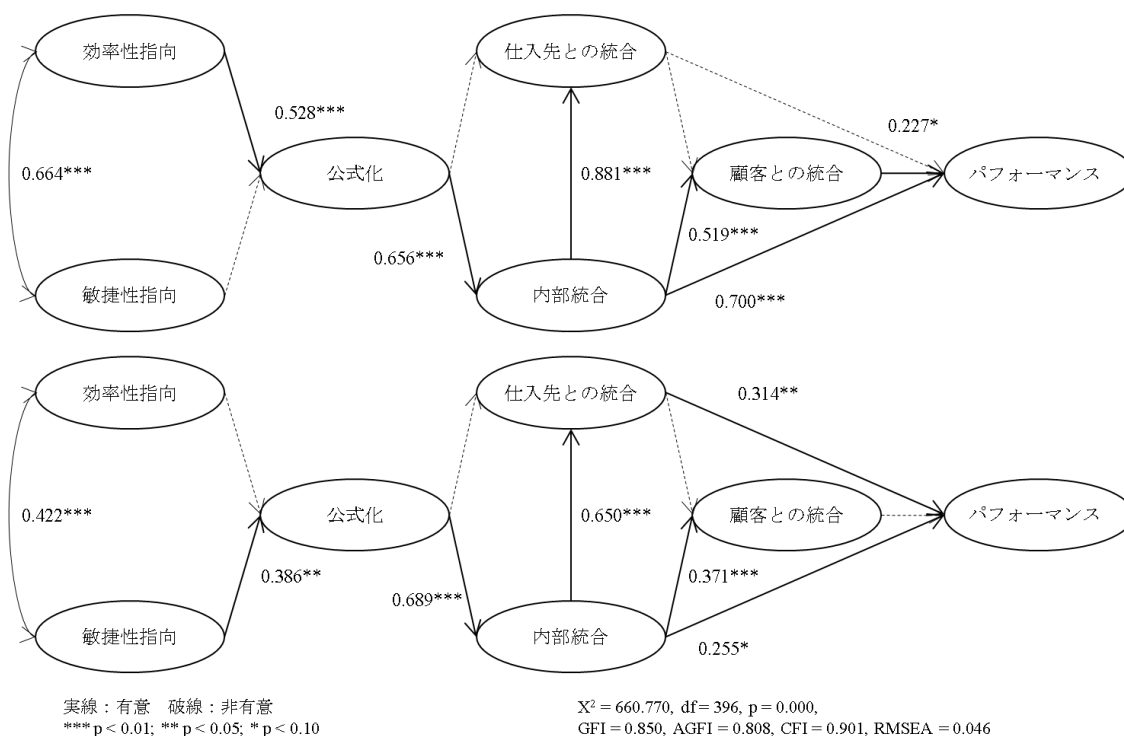 効率性指向
仕入先との統合
0.528***
0.227*
0.664***
公式化
0.881***
顧客との統合
パフォーマンス
0.519***
0.656***
敏捷性指向
内部統合
0.700***
効率性指向
仕入先との統合
0.314**
0.422***
公式化
0.650***
顧客との統合
パフォーマンス
0.386**
0.371***
0.689***
敏捷性指向
内部統合
0.255*
実線：有意　破線：非有意
***p < 0.01; **p < 0.05; *p < 0.10
X² = 660.770, df = 396, p = 0.000,
GFI = 0.850, AGFI = 0.808, CFI = 0.901, RMSEA = 0.046